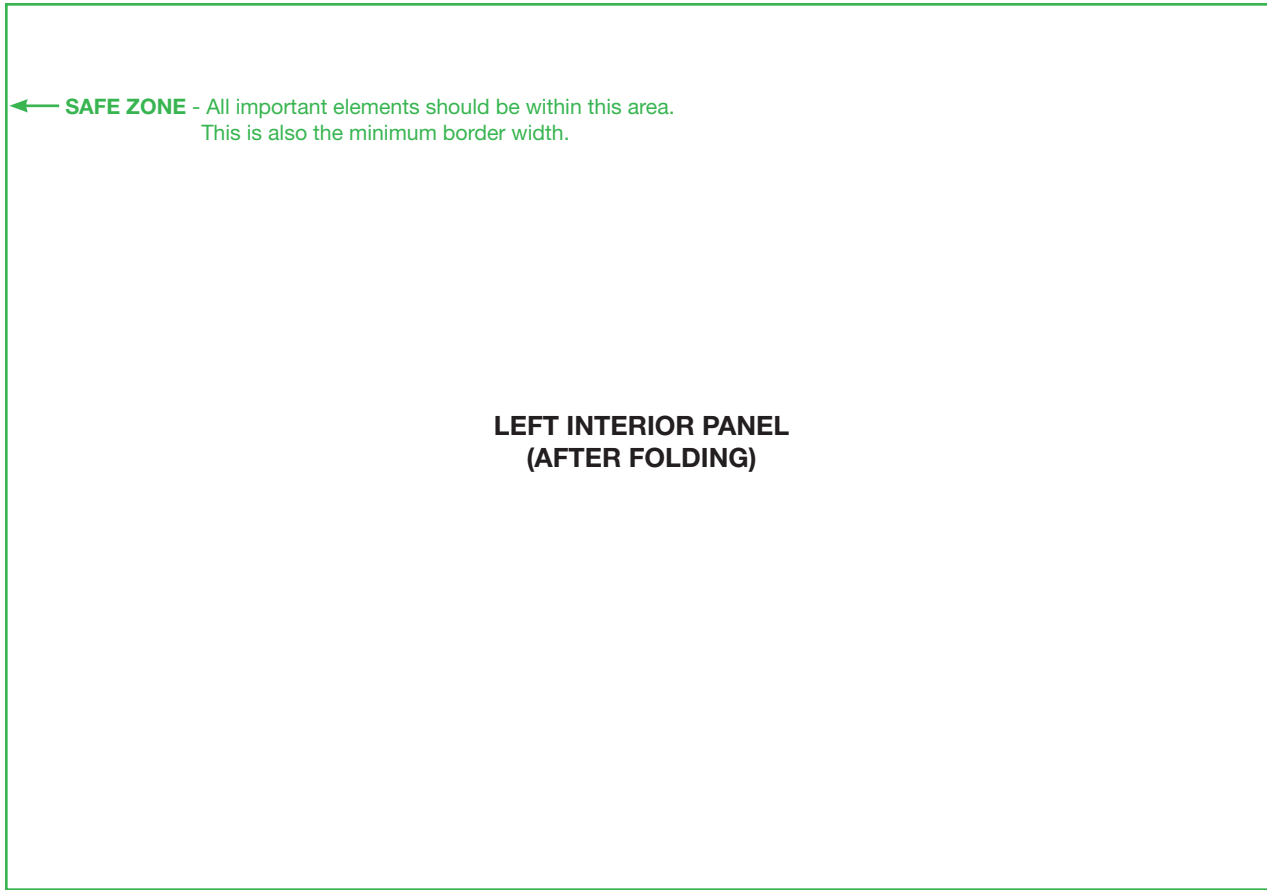 SAFE ZONE - All important elements should be within this area.
This is also the minimum border width.
LEFT INTERIOR PANEL
(AFTER FOLDING)